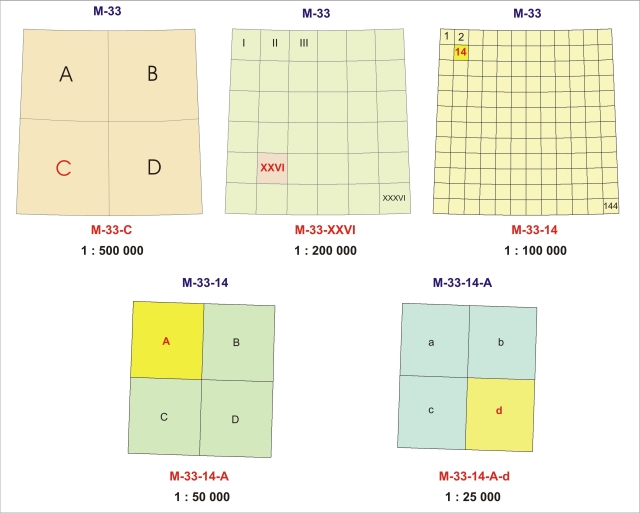 M-33
A B
C D
M-33-C
1 : 500 000
M-33
I II III
XXVI
XXXVI
M-33-XXVI
1 : 200 000
M-33
1 2
14
144
M-33-14
1 : 100 000
M-33-14
A B
C D
M-33-14-A
1 : 50 000
M-33-14-A
a b
c d
M-33-14-A-d
1 : 25 000